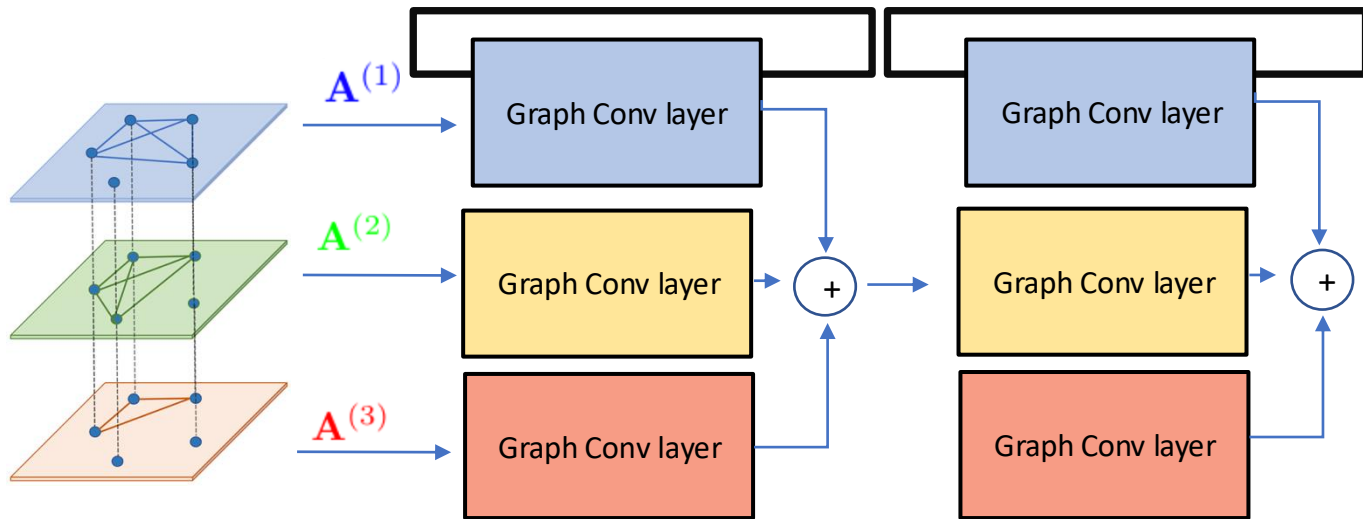 A^(1)
Graph Conv layer
Graph Conv layer
A^(2)
Graph Conv layer
+
Graph Conv layer
+
A^(3)
Graph Conv layer
Graph Conv layer